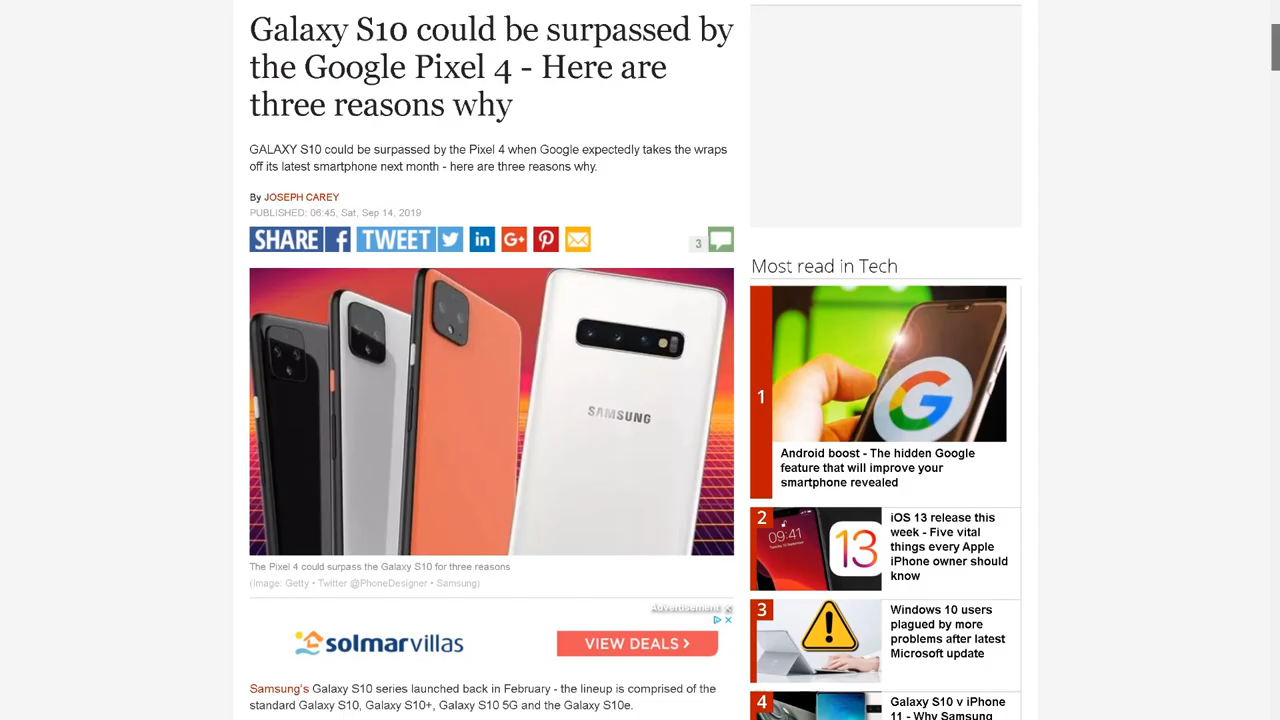 Galaxy S10 could be surpassed by
the Google Pixel 4 - Here are
three reasons why
GALAXY S10 could be surpassed by the Pixel 4 when Google expectedly takes the wraps
off its latest smartphone next month - here are three reasons why.
By JOSEPH CAREY
PUBLISHED: 06:45, Sat, Sep 14, 2019
SHARE f TWEET in G+ 3
SAMSUNG
The Pixel 4 could surpass the Galaxy S10 for three reasons
(Image: Getty • Twitter @PhoneDesigner • Samsung)
Advertisement
solmarvillas
VIEW DEALS >
Samsung's Galaxy S10 series launched back in February - the lineup is comprised of the
standard Galaxy S10, Galaxy S10+, Galaxy S10 5G and the Galaxy S10e.
Most read in Tech
1
G
Android boost - The hidden Google
feature that will improve your
smartphone revealed
2
09:41
13
iOS 13 release this
week - Five vital
things every Apple
iPhone owner should
know
3
Windows 10 users
plagued by more
problems after latest
Microsoft update
4
Galaxy S10 v iPhone
11 - Why Samsung